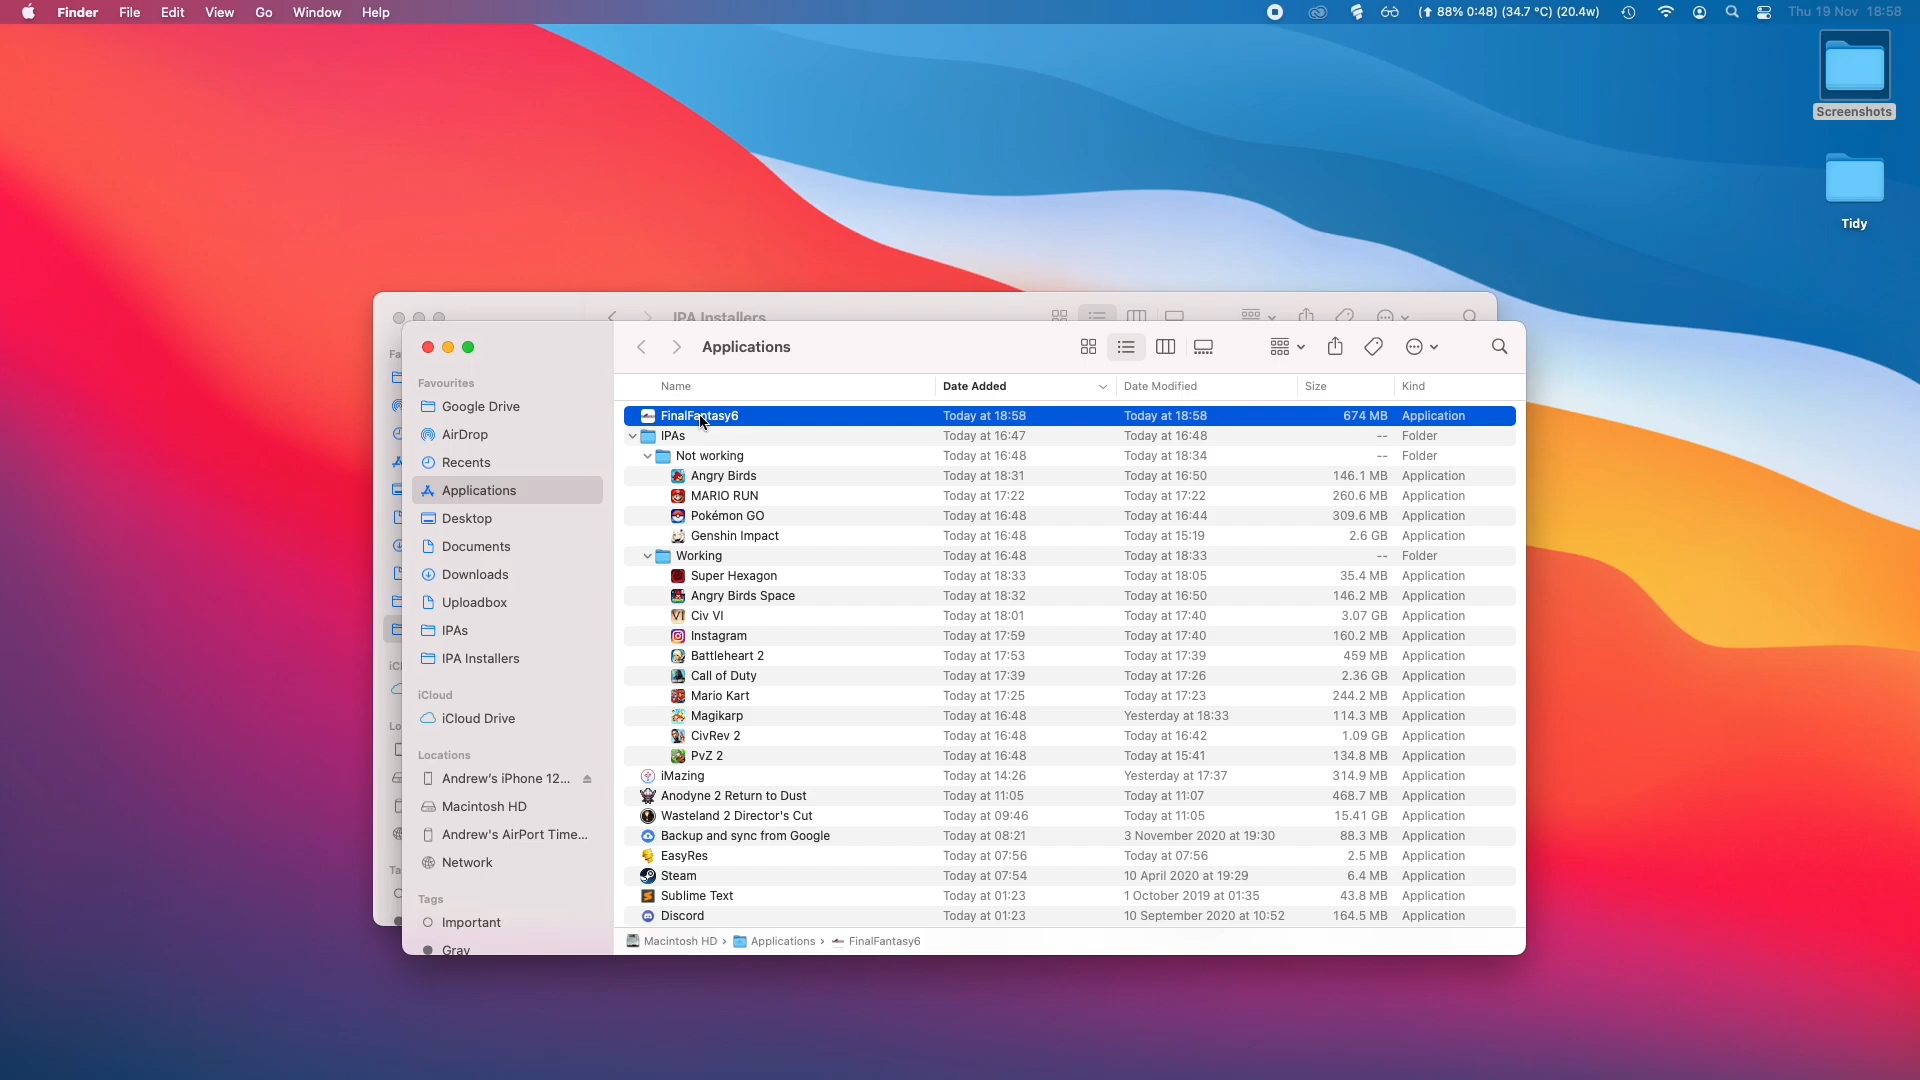 Finder File Edit View Go Window Help
88% 0:48) (34.7 °C) (20.4w) Thu 19 Nov 18:58
Screenshots
Tidy
IPA Installers
Applications
Name Date Added Date Modified Size Kind
Favourites
Google Drive
AirDrop
Recents
Applications
Desktop
Documents
Downloads
Uploadbox
IPAs
IPA Installers
iCloud
iCloud Drive
Locations
Andrew's iPhone 12...
Macintosh HD
Andrew's AirPort Time...
Network
Tags
Important
Gray
FinalFantasy6 Today at 18:58 Today at 18:58 674 MB Application
IPAs Today at 16:47 Today at 16:48 -- Folder
Not working Today at 16:48 Today at 18:34 -- Folder
Angry Birds Today at 18:31 Today at 16:50 146.1 MB Application
MARIO RUN Today at 17:22 Today at 17:22 260.6 MB Application
Pokémon GO Today at 16:48 Today at 16:44 309.6 MB Application
Genshin Impact Today at 16:48 Today at 15:19 2.6 GB Application
Working Today at 16:48 Today at 18:33 -- Folder
Super Hexagon Today at 18:33 Today at 18:05 35.4 MB Application
Angry Birds Space Today at 18:32 Today at 16:50 146.2 MB Application
Civ VI Today at 18:01 Today at 17:40 3.07 GB Application
Instagram Today at 17:59 Today at 17:40 160.2 MB Application
Battleheart 2 Today at 17:53 Today at 17:39 459 MB Application
Call of Duty Today at 17:39 Today at 17:26 2.36 GB Application
Mario Kart Today at 17:25 Today at 17:23 244.2 MB Application
Magikarp Today at 16:48 Yesterday at 18:33 114.3 MB Application
CivRev 2 Today at 16:48 Today at 16:42 1.09 GB Application
PvZ 2 Today at 16:48 Today at 15:41 134.8 MB Application
iMazing Today at 14:26 Yesterday at 17:37 314.9 MB Application
Anodyne 2 Return to Dust Today at 11:05 Today at 11:07 468.7 MB Application
Wasteland 2 Director's Cut Today at 09:46 Today at 11:05 15.41 GB Application
Backup and sync from Google Today at 08:21 3 November 2020 at 19:30 88.3 MB Application
EasyRes Today at 07:56 Today at 07:56 2.5 MB Application
Steam Today at 07:54 10 April 2020 at 19:29 6.4 MB Application
Sublime Text Today at 01:23 1 October 2019 at 01:35 43.8 MB Application
Discord Today at 01:23 10 September 2020 at 10:52 164.5 MB Application
Macintosh HD › Applications › FinalFantasy6